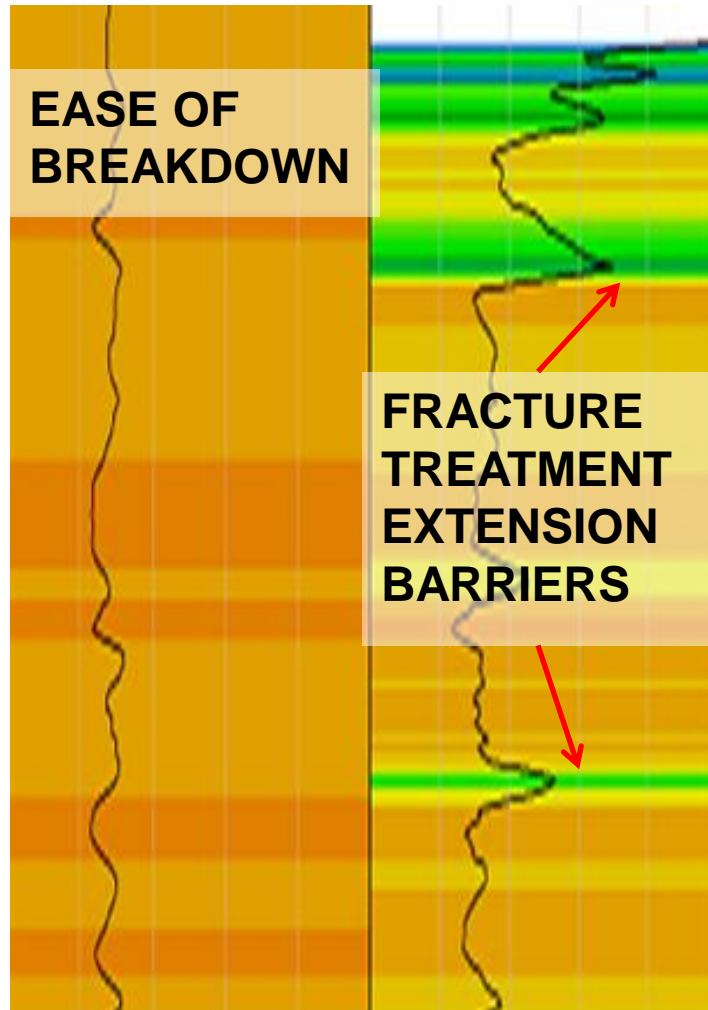 EASE OF
BREAKDOWN
FRACTURE
TREATMENT
EXTENSION
BARRIERS